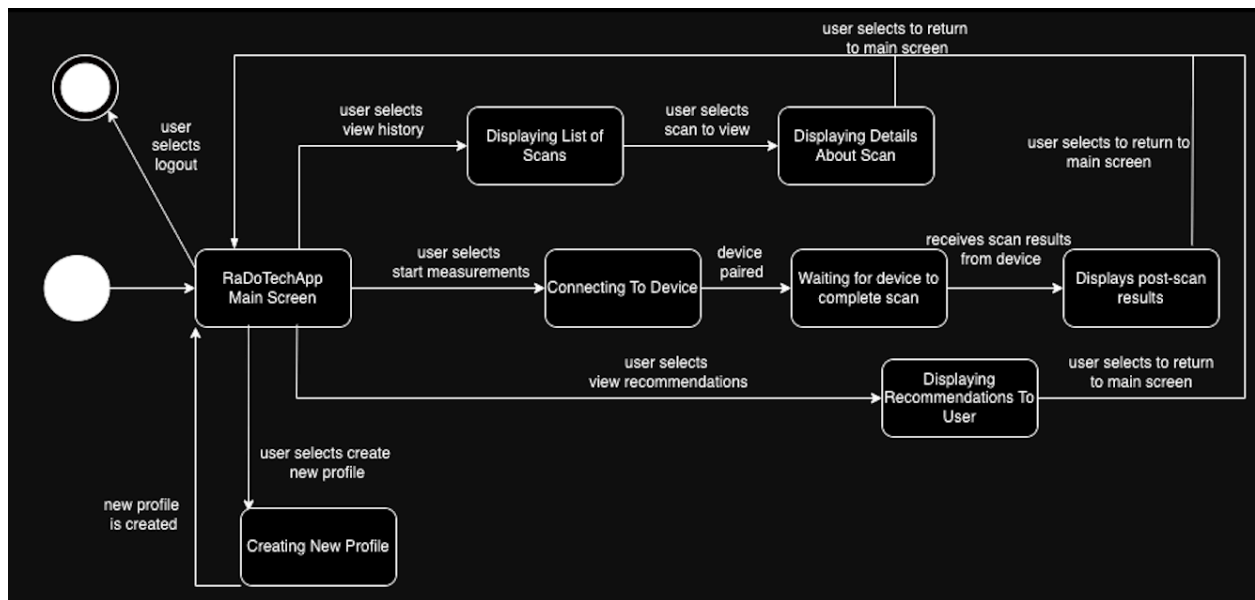 user selects to return
to main screen
user selects
view history
user selects
scan to view
user
selects
logout
Displaying List of
Scans
Displaying Details
About Scan
user selects to return to
main screen
RaDoTechApp
Main Screen
user selects
start measurements
Connecting To Device
device
paired
Waiting for device to
complete scan
receives scan results
from device
Displays post-scan
results
user selects
view recommendations
Displaying
Recommendations To
User
user selects to return
to main screen
user selects create
new profile
new profile
is created
Creating New Profile